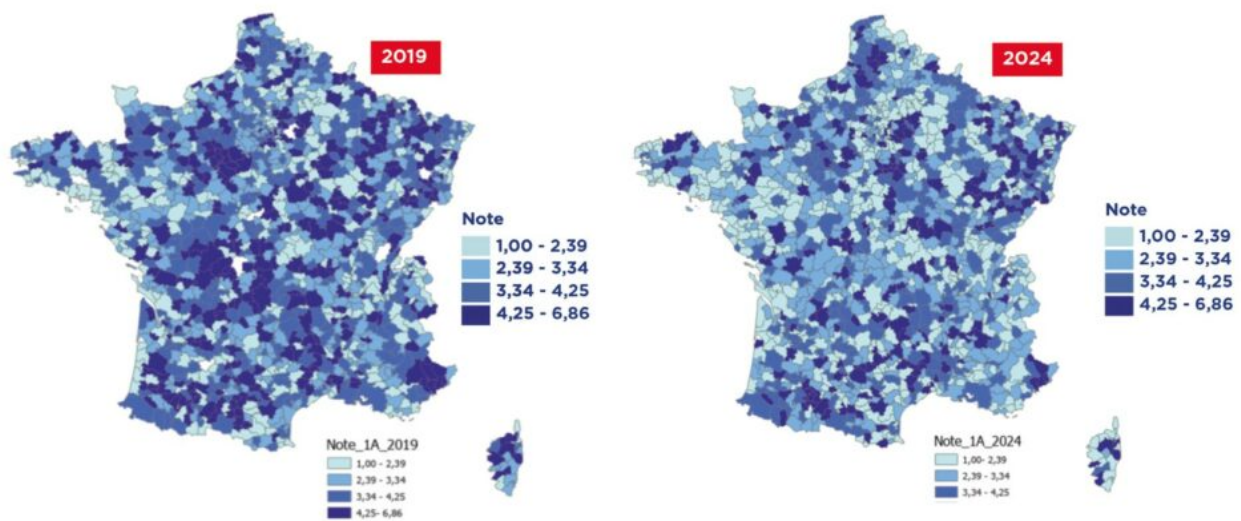 2019
Note
1,00 - 2,39
2,39 - 3,34
3,34 - 4,25
4,25 - 6,86
Note_1A_2019
1,00 - 2,39
2,39 - 3,34
3,34 - 4,25
4,25- 6,86
2024
Note
1,00 - 2,39
2,39 - 3,34
3,34 - 4,25
4,25 - 6,86
Note_1A_2024
1,00- 2,39
2,39 - 3,34
3,34 - 4,25